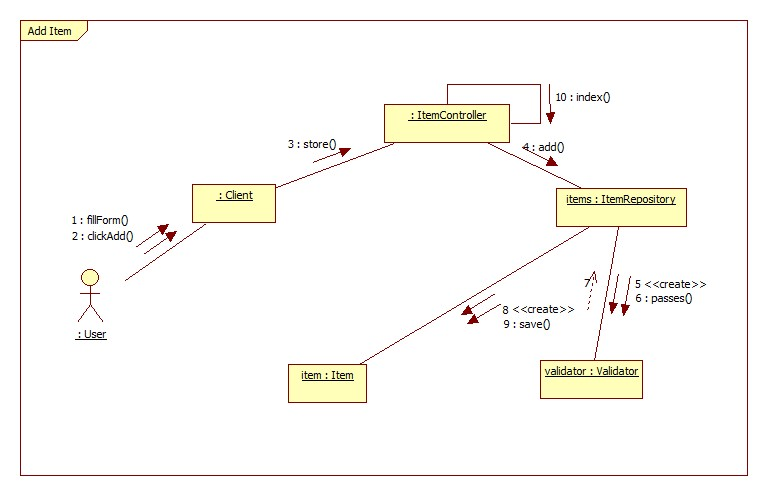 Add Item
10 : index()
: ItemController
3 : store()
4 : add()
: Client
items : ItemRepository
1 : fillForm()
2 : clickAdd()
7
5 <<create>>
6 : passes()
8 <<create>>
9 : save()
: User
item : Item
validator : Validator